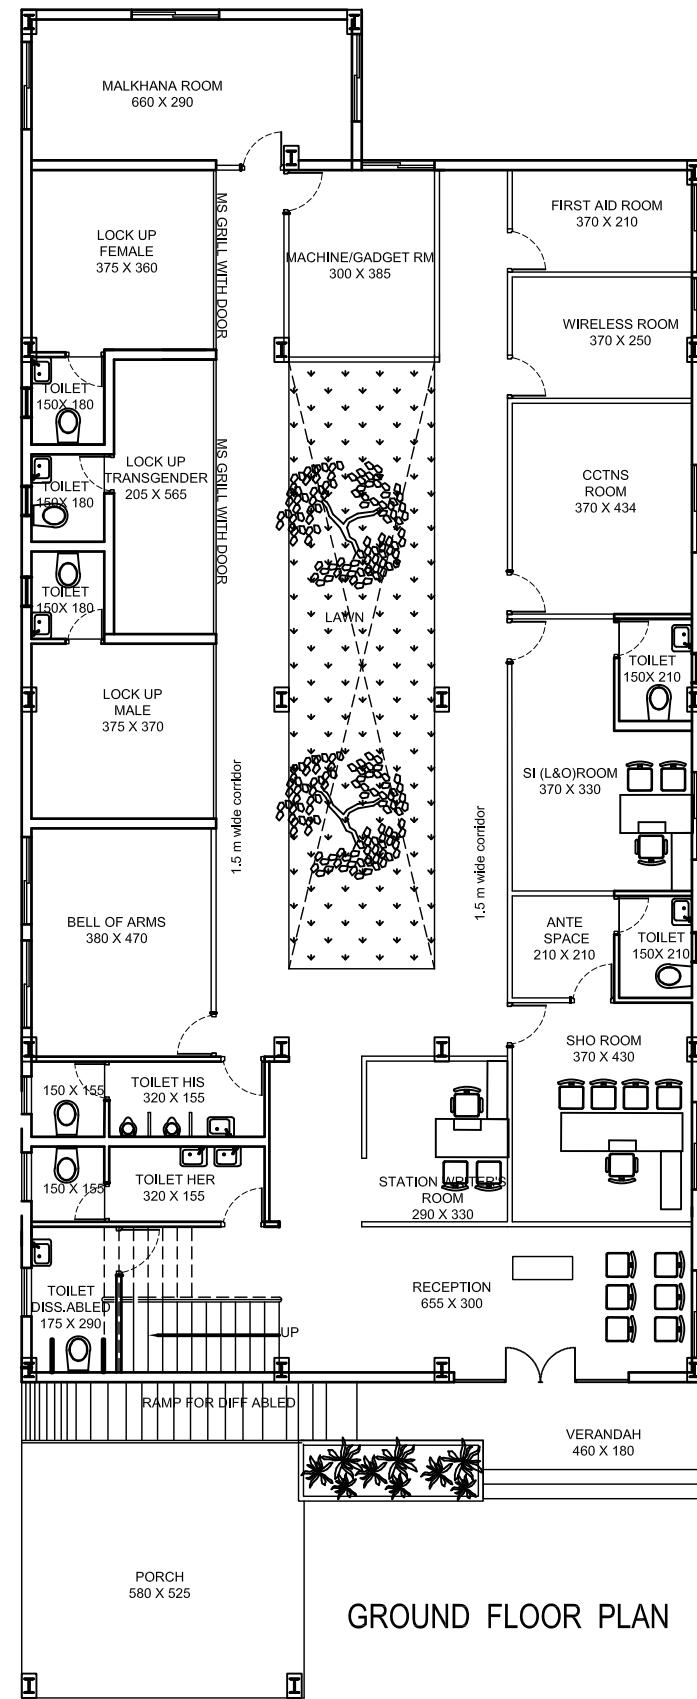 MALKHANA ROOM
660 X 290
FIRST AID ROOM
370 X 210
LOCK UP
FEMALE
375 X 360
MS GRILL WITH DOOR
MACHINE/GADGET RM
300 X 385
WIRELESS ROOM
370 X 250
TOILET
150X 180
LOCK UP
TRANSGENDER
205 X 565
MS GRILL WITH DOOR
CCTNS
ROOM
370 X 434
TOILET
150X 180
TOILET
150X 180
LAWN
TOILET
150X 210
LOCK UP
MALE
375 X 370
SI (L&O)ROOM
370 X 330
1.5 m wide corridor
1.5 m wide corridor
BELL OF ARMS
380 X 470
ANTE
SPACE
210 X 210
TOILET
150X 210
SHO ROOM
370 X 430
150 X 155
TOILET HIS
320 X 155
150 X 155
TOILET HER
320 X 155
STATION WRITER'S
ROOM
290 X 330
TOILET
DISS.ABLED
175 X 290
RECEPTION
655 X 300
UP
RAMP FOR DIFF ABLED
VERANDAH
460 X 180
PORCH
580 X 525
GROUND FLOOR PLAN